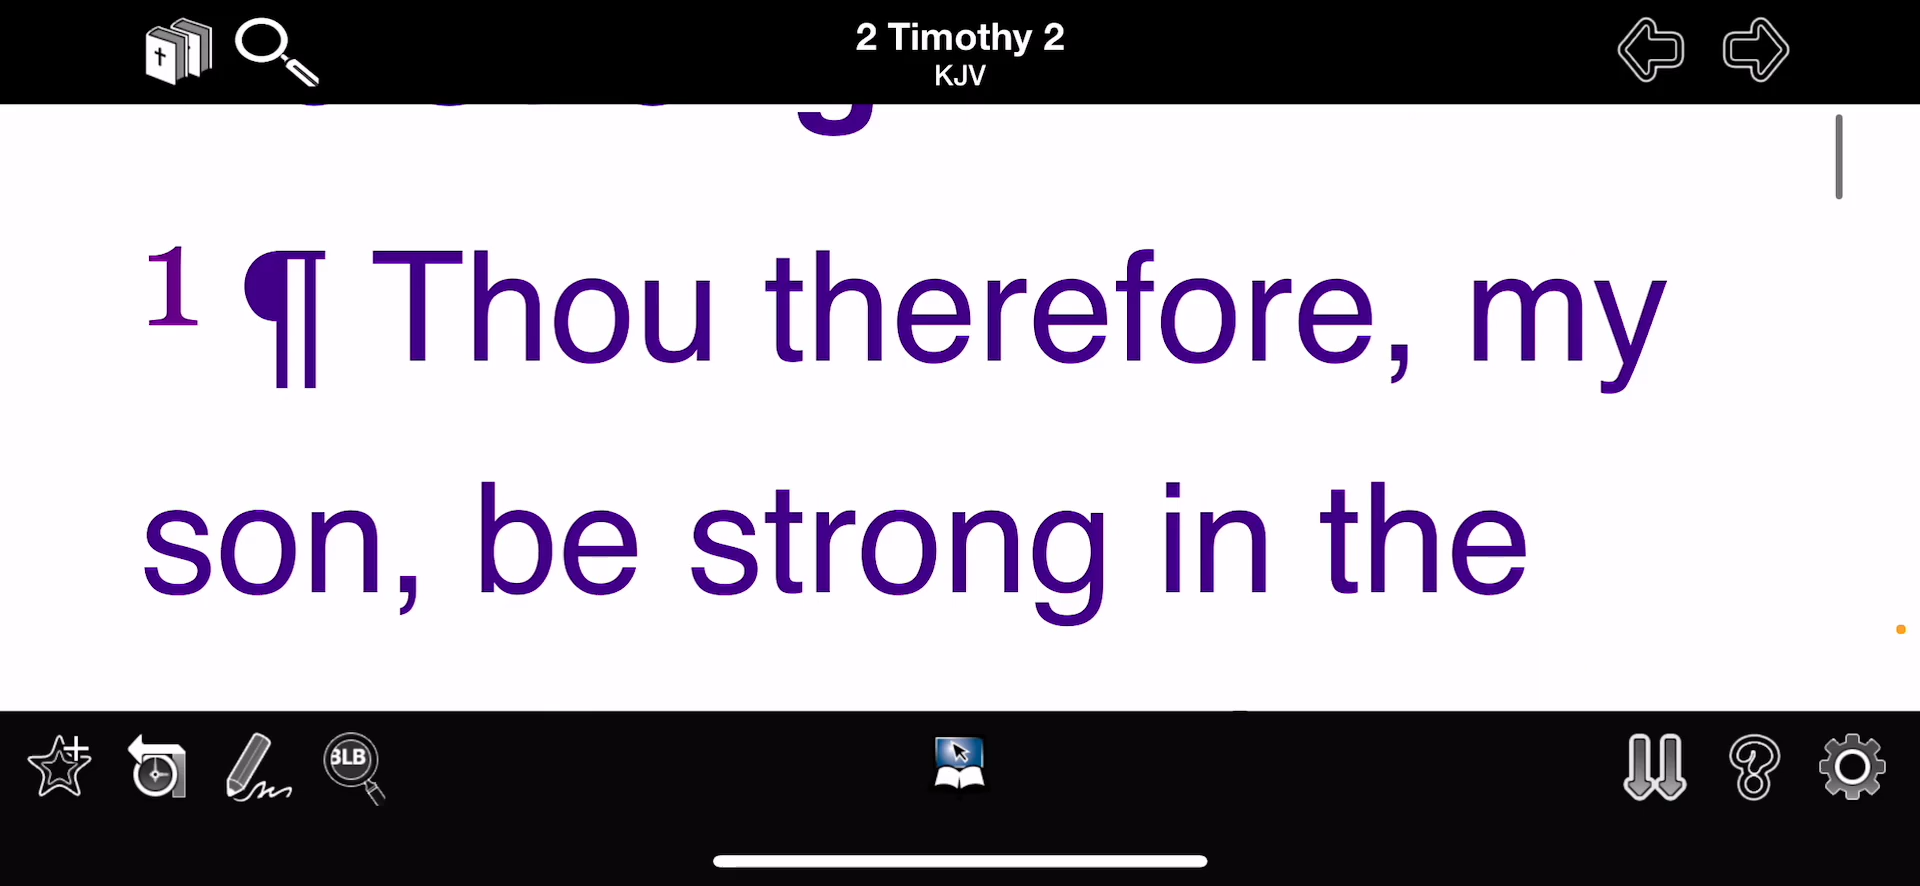 2 Timothy 2
KJV
1 ¶ Thou therefore, my
son, be strong in the
BLB